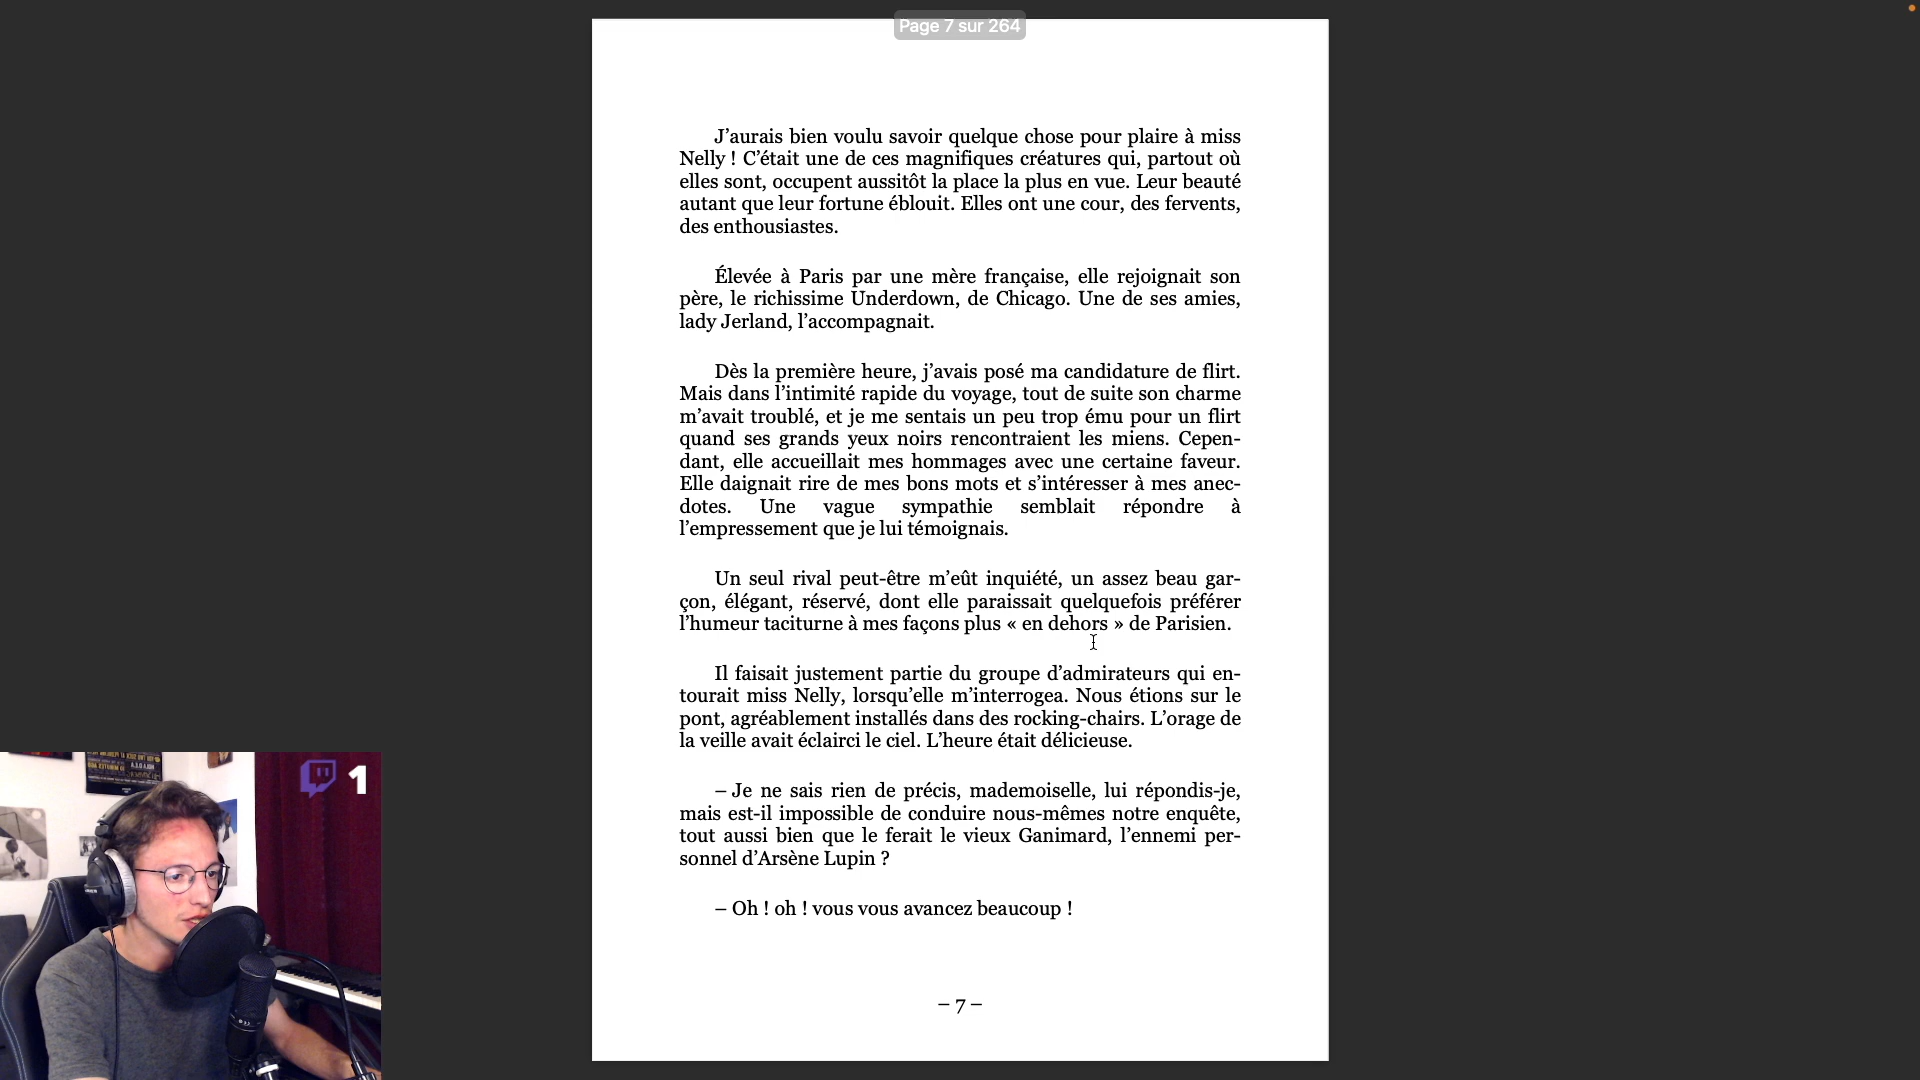 Page 7 sur 264
J’aurais bien voulu savoir quelque chose pour plaire à miss
Nelly ! C’était une de ces magnifiques créatures qui, partout où
elles sont, occupent aussitôt la place la plus en vue. Leur beauté
autant que leur fortune éblouit. Elles ont une cour, des fervents,
des enthousiastes.
Élevée à Paris par une mère française, elle rejoignait son
père, le richissime Underdown, de Chicago. Une de ses amies,
lady Jerland, l’accompagnait.
Dès la première heure, j’avais posé ma candidature de flirt.
Mais dans l’intimité rapide du voyage, tout de suite son charme
m’avait troublé, et je me sentais un peu trop ému pour un flirt
quand ses grands yeux noirs rencontraient les miens. Cepen-
dant, elle accueillait mes hommages avec une certaine faveur.
Elle daignait rire de mes bons mots et s’intéresser à mes anec-
dotes. Une vague sympathie semblait répondre à
l’empressement que je lui témoignais.
Un seul rival peut-être m’eût inquiété, un assez beau gar-
çon, élégant, réservé, dont elle paraissait quelquefois préférer
l’humeur taciturne à mes façons plus « en dehors » de Parisien.
Il faisait justement partie du groupe d’admirateurs qui en-
tourait miss Nelly, lorsqu’elle m’interrogea. Nous étions sur le
pont, agréablement installés dans des rocking-chairs. L’orage de
la veille avait éclairci le ciel. L’heure était délicieuse.
– Je ne sais rien de précis, mademoiselle, lui répondis-je,
mais est-il impossible de conduire nous-mêmes notre enquête,
tout aussi bien que le ferait le vieux Ganimard, l’ennemi per-
sonnel d’Arsène Lupin ?
– Oh ! oh ! vous vous avancez beaucoup !
– 7 –
1